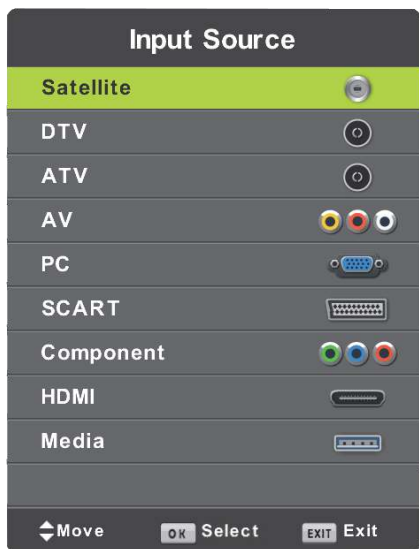 Input Source
Satellite
DTV
ATV
AV
PC
SCART
Component
HDMI
Media
Move OK Select EXIT Exit